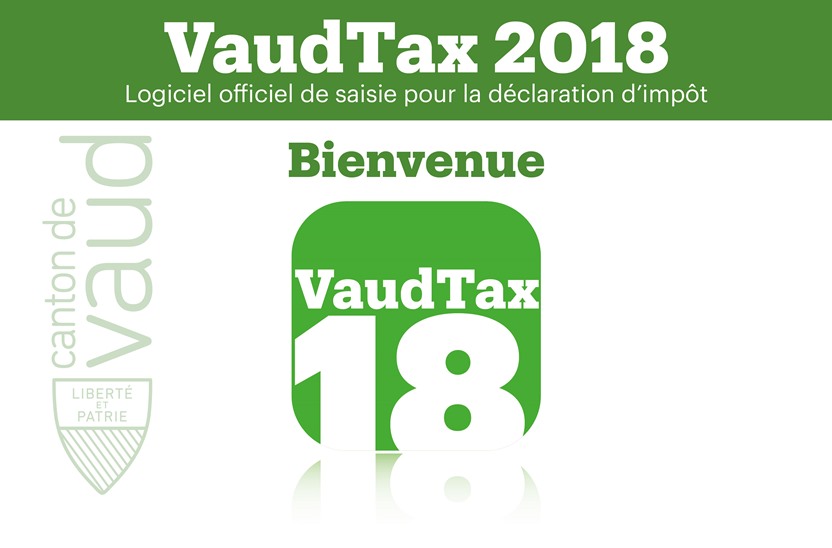 VaudTax 2018
Logiciel officiel de saisie pour la déclaration d’impôt
Bienvenue
canton de
vaud
LIBERTÉ
ET
PATRIE
VaudTax
18